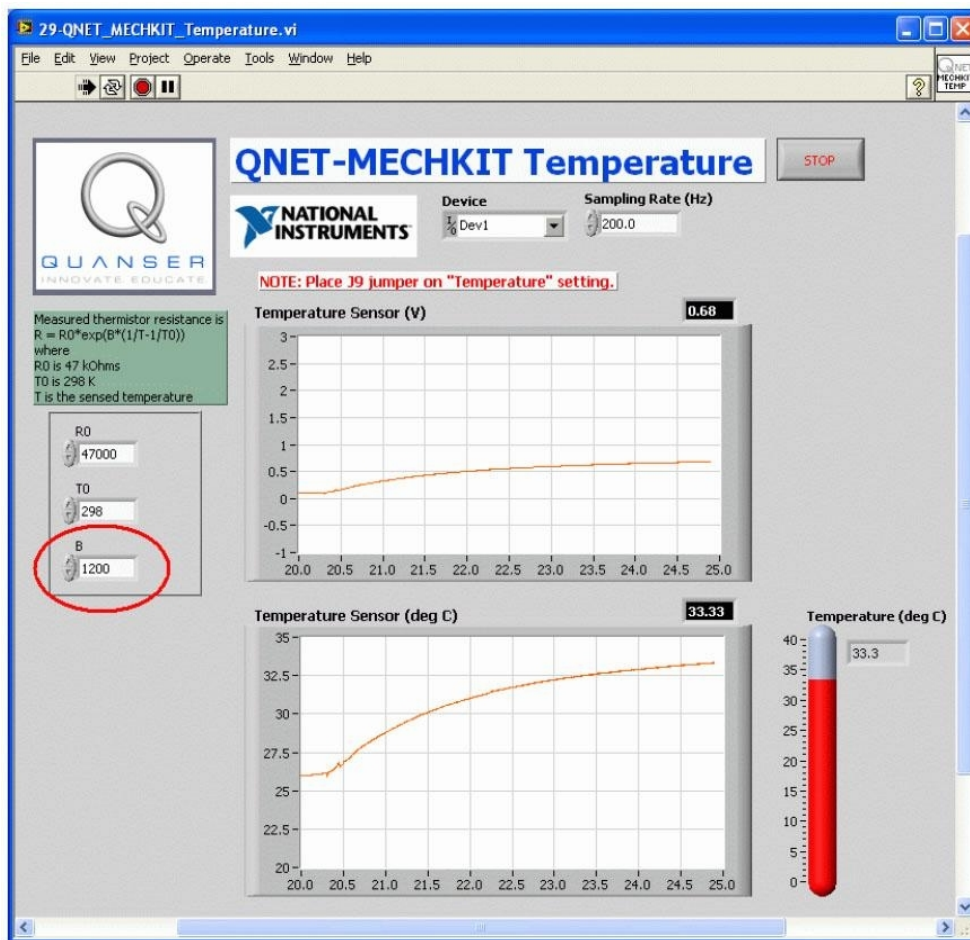 29-QNET_MECHKIT_Temperature.vi
File Edit View Project Operate Tools Window Help
QNET
MECHKIT
TEMP
QUANSER
INNOVATE. EDUCATE.
QNET-MECHKIT Temperature
STOP
NATIONAL
INSTRUMENTS
Device
Dev1
Sampling Rate (Hz)
200.0
NOTE: Place J9 jumper on "Temperature" setting.
Measured thermistor resistance is
R = R0*exp(B*(1/T-1/T0))
where
R0 is 47 kOhms
T0 is 298 K
T is the sensed temperature
R0
47000
T0
298
B
1200
Temperature Sensor (V)
0.68
3
2.5
2
1.5
1
0.5
0
-0.5
-1
20.0 20.5 21.0 21.5 22.0 22.5 23.0 23.5 24.0 24.5 25.0
Temperature Sensor (deg C)
33.33
35
32.5
30
27.5
25
22.5
20
20.0 20.5 21.0 21.5 22.0 22.5 23.0 23.5 24.0 24.5 25.0
Temperature (deg C)
33.3
40
35
30
25
20
15
10
5
0